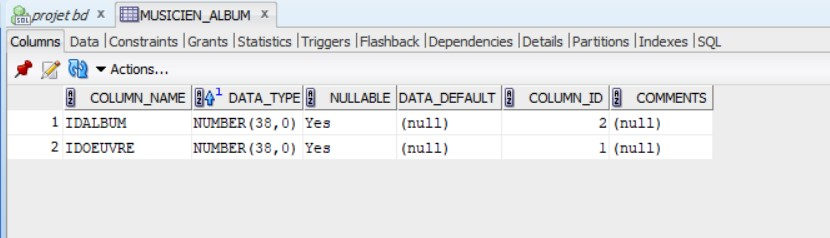 projet bd x MUSICIEN_ALBUM x
Columns Data Constraints Grants Statistics Triggers Flashback Dependencies Details Partitions Indexes SQL
Actions...
COLUMN_NAME 1 DATA_TYPE NULLABLE DATA_DEFAULT COLUMN_ID COMMENTS
1 IDALBUM NUMBER(38,0) Yes (null) 2 (null)
2 IDOEUVRE NUMBER(38,0) Yes (null) 1 (null)